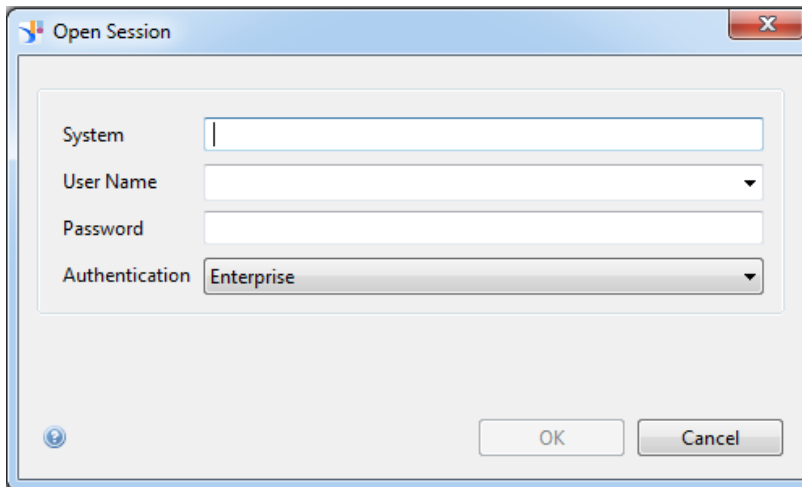 Open Session
System
User Name
Password
Authentication Enterprise
OK Cancel